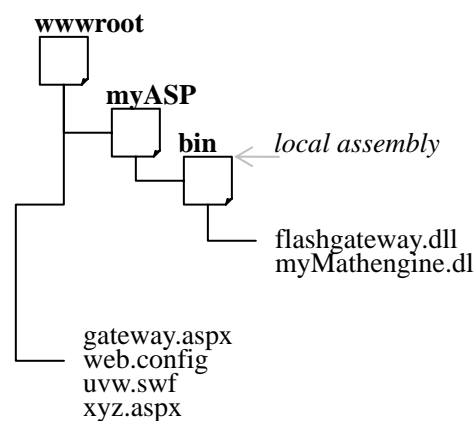 wwwroot
myASP
bin
local assembly
flashgateway.dll
myMathengine.dl
gateway.aspx
web.config
uvw.swf
xyz.aspx